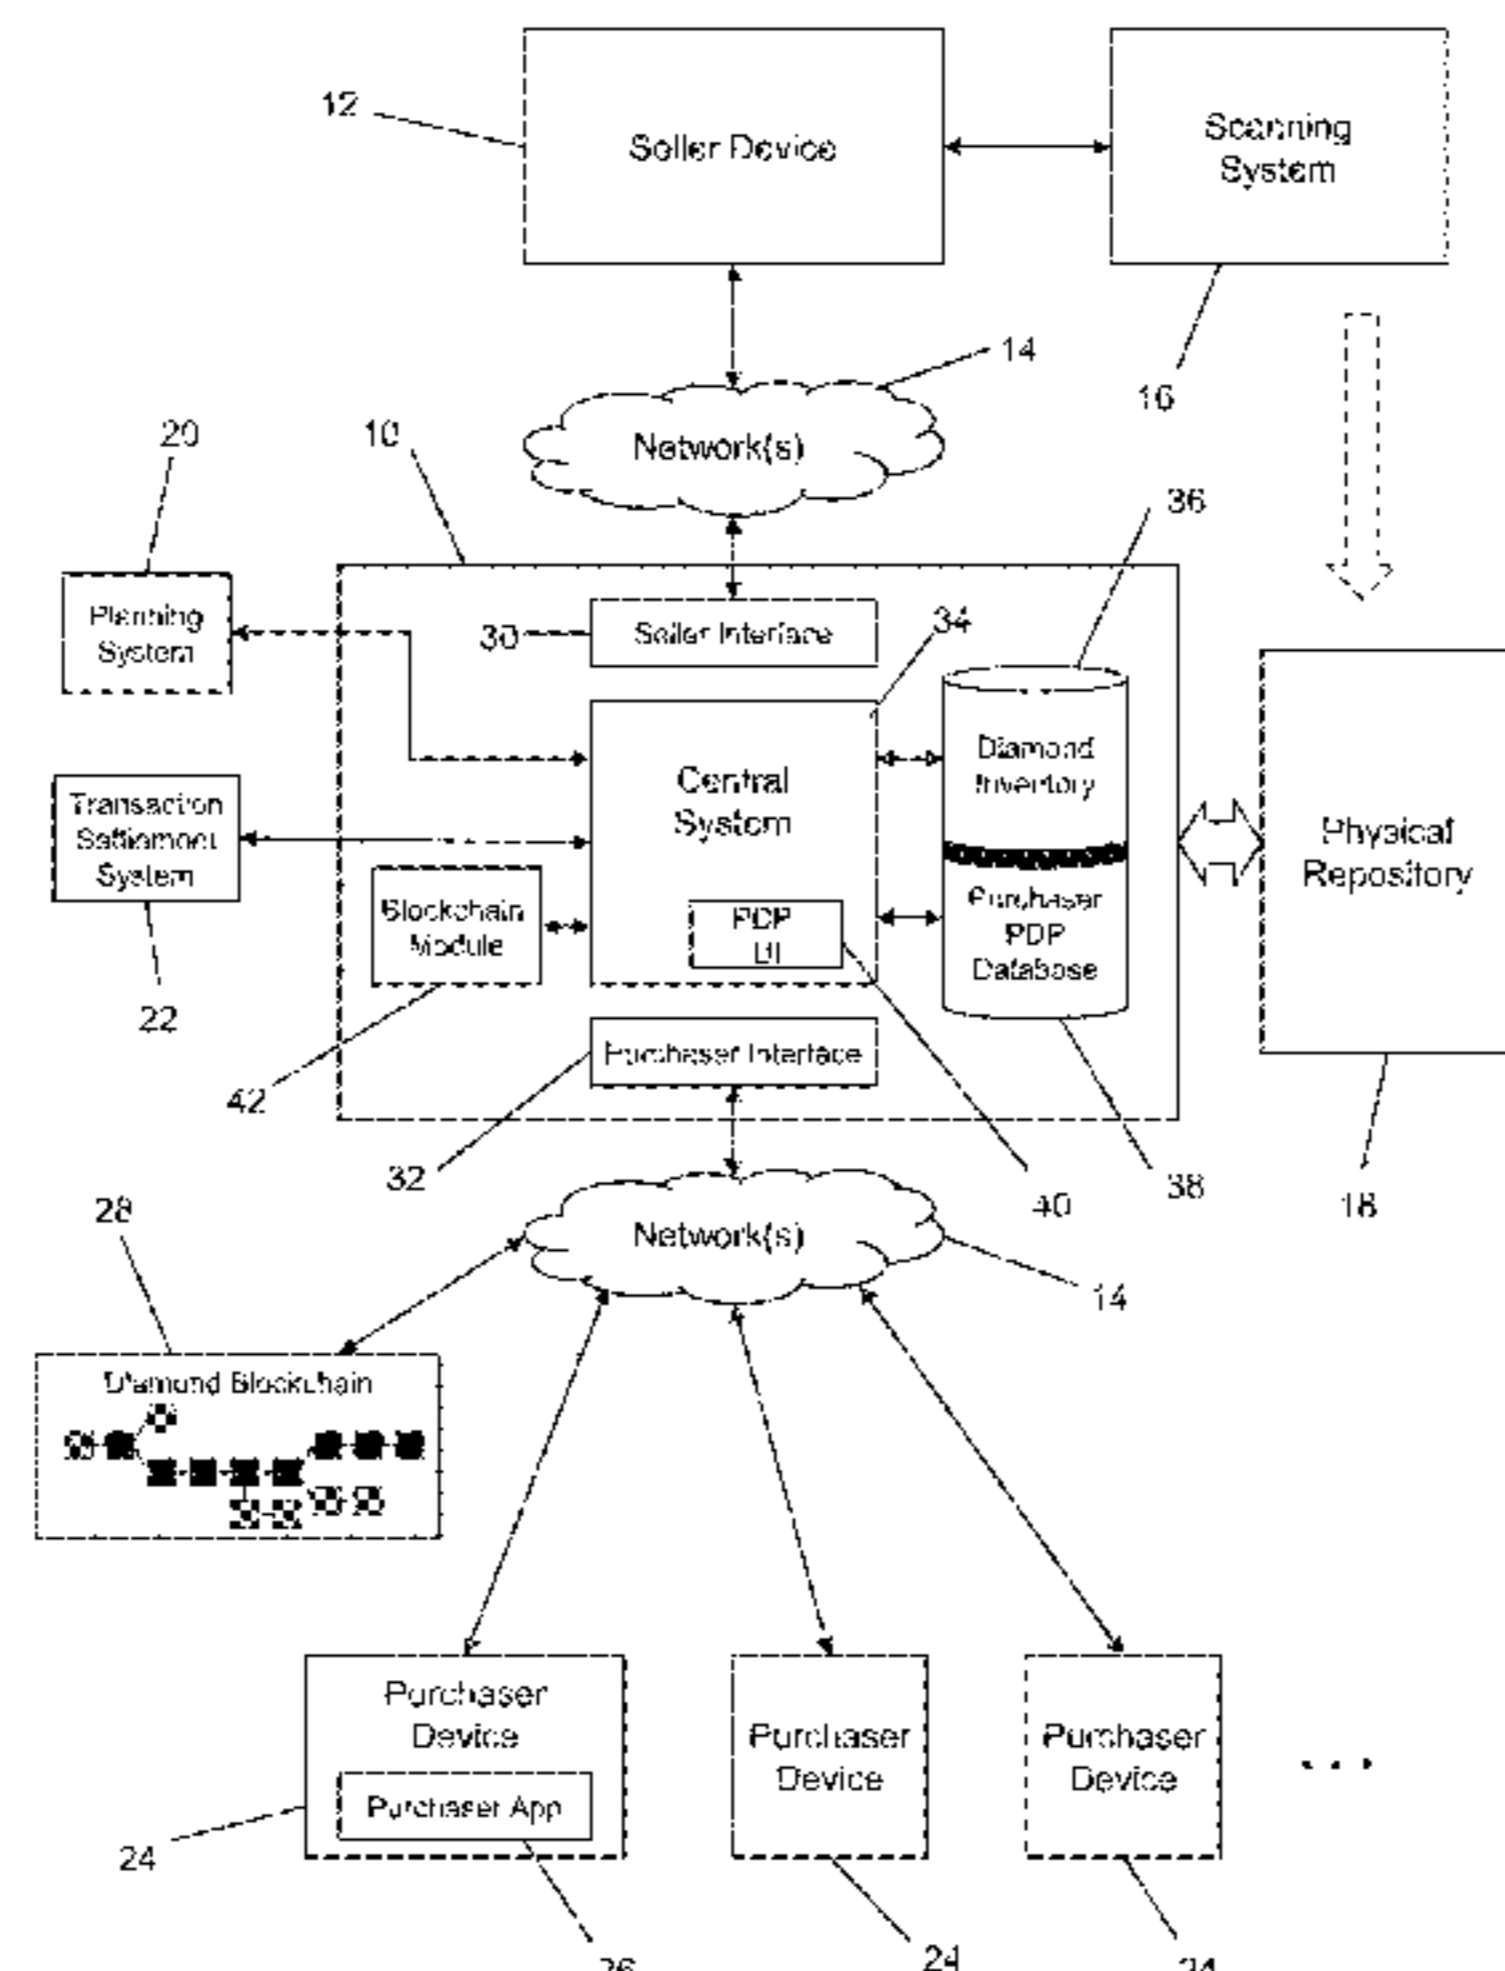 12
Seller Device
Scanning
System
14
16
Network(s)
20
10
36
Planning
System
30
Seller Interface
34
Diamond
Inventory
Central
System
Transaction
Settlement
System
Physical
Repository
Blockchain
Module
PDP
UI
Purchaser
PDP
Database
22
Purchaser Interface
42
32
40
38
18
28
Network(s)
14
Diamond Blockchain
Purchaser
Device
Purchaser
Device
Purchaser
Device
...
Purchaser App
24
26
24
24